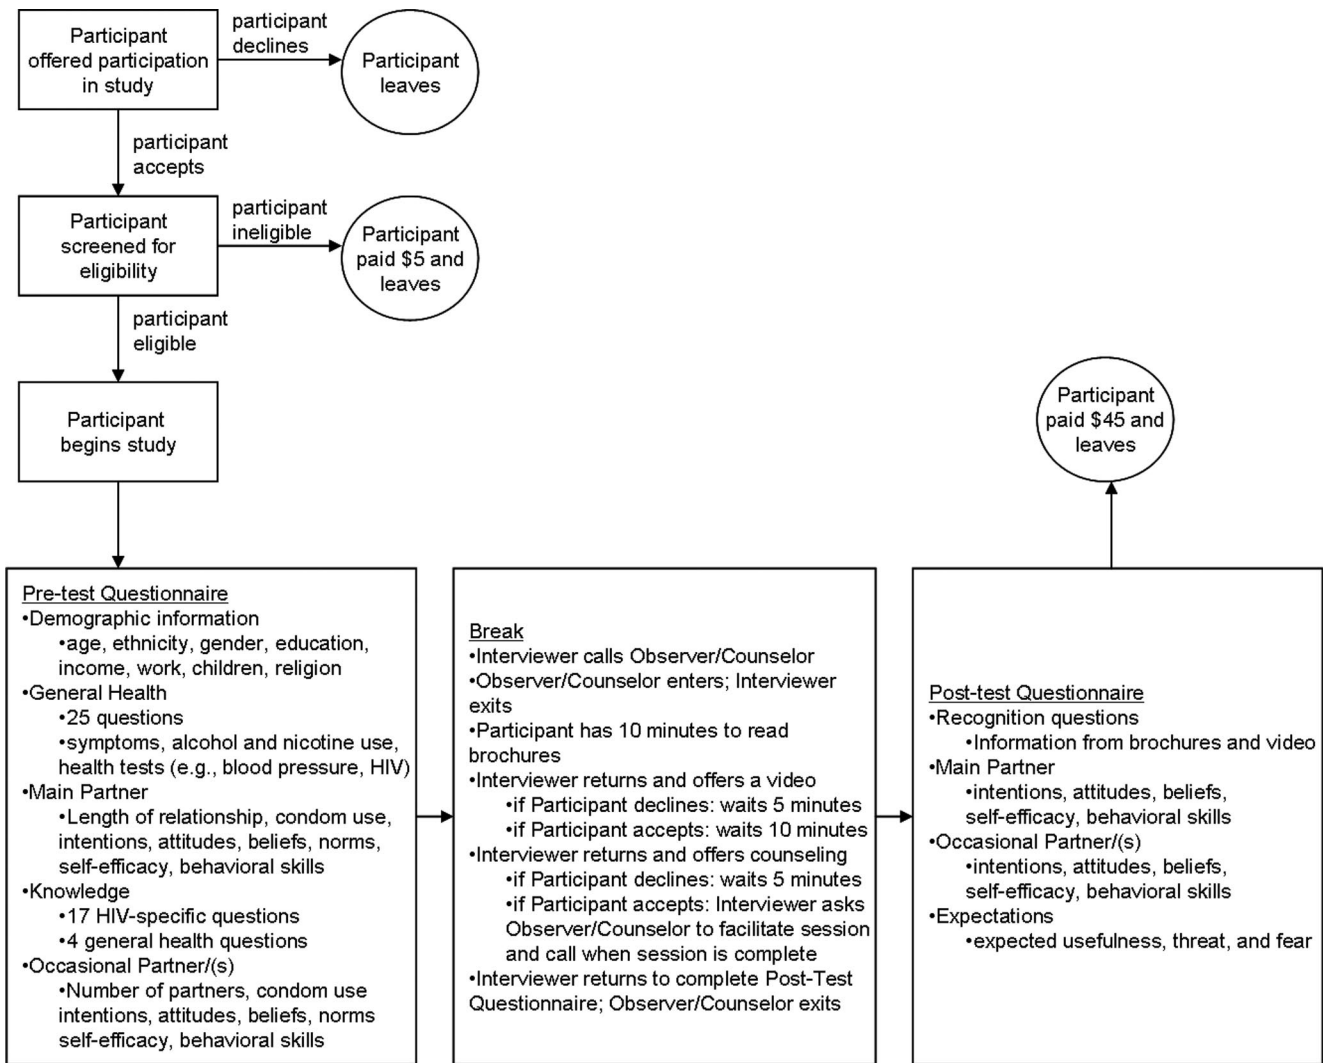 Participant
offered participation
in study
participant
declines
Participant
leaves
participant
accepts
Participant
screened for
eligibility
participant
ineligible
Participant
paid $5 and
leaves
participant
eligible
Participant
begins study
Participant
paid $45 and
leaves
Pre-test Questionnaire
•Demographic information
•age, ethnicity, gender, education,
income, work, children, religion
•General Health
•25 questions
•symptoms, alcohol and nicotine use,
health tests (e.g., blood pressure, HIV)
•Main Partner
•Length of relationship, condom use,
intentions, attitudes, beliefs, norms,
self-efficacy, behavioral skills
•Knowledge
•17 HIV-specific questions
•4 general health questions
•Occasional Partner/(s)
•Number of partners, condom use
intentions, attitudes, beliefs, norms
self-efficacy, behavioral skills
Break
•Interviewer calls Observer/Counselor
•Observer/Counselor enters; Interviewer
exits
•Participant has 10 minutes to read
brochures
•Interviewer returns and offers a video
•if Participant declines: waits 5 minutes
•if Participant accepts: waits 10 minutes
•Interviewer returns and offers counseling
•if Participant declines: waits 5 minutes
•if Participant accepts: Interviewer asks
Observer/Counselor to facilitate session
and call when session is complete
•Interviewer returns to complete Post-Test
Questionnaire; Observer/Counselor exits
Post-test Questionnaire
•Recognition questions
•Information from brochures and video
•Main Partner
•intentions, attitudes, beliefs,
self-efficacy, behavioral skills
•Occasional Partner/(s)
•intentions, attitudes, beliefs,
self-efficacy, behavioral skills
•Expectations
•expected usefulness, threat, and fear